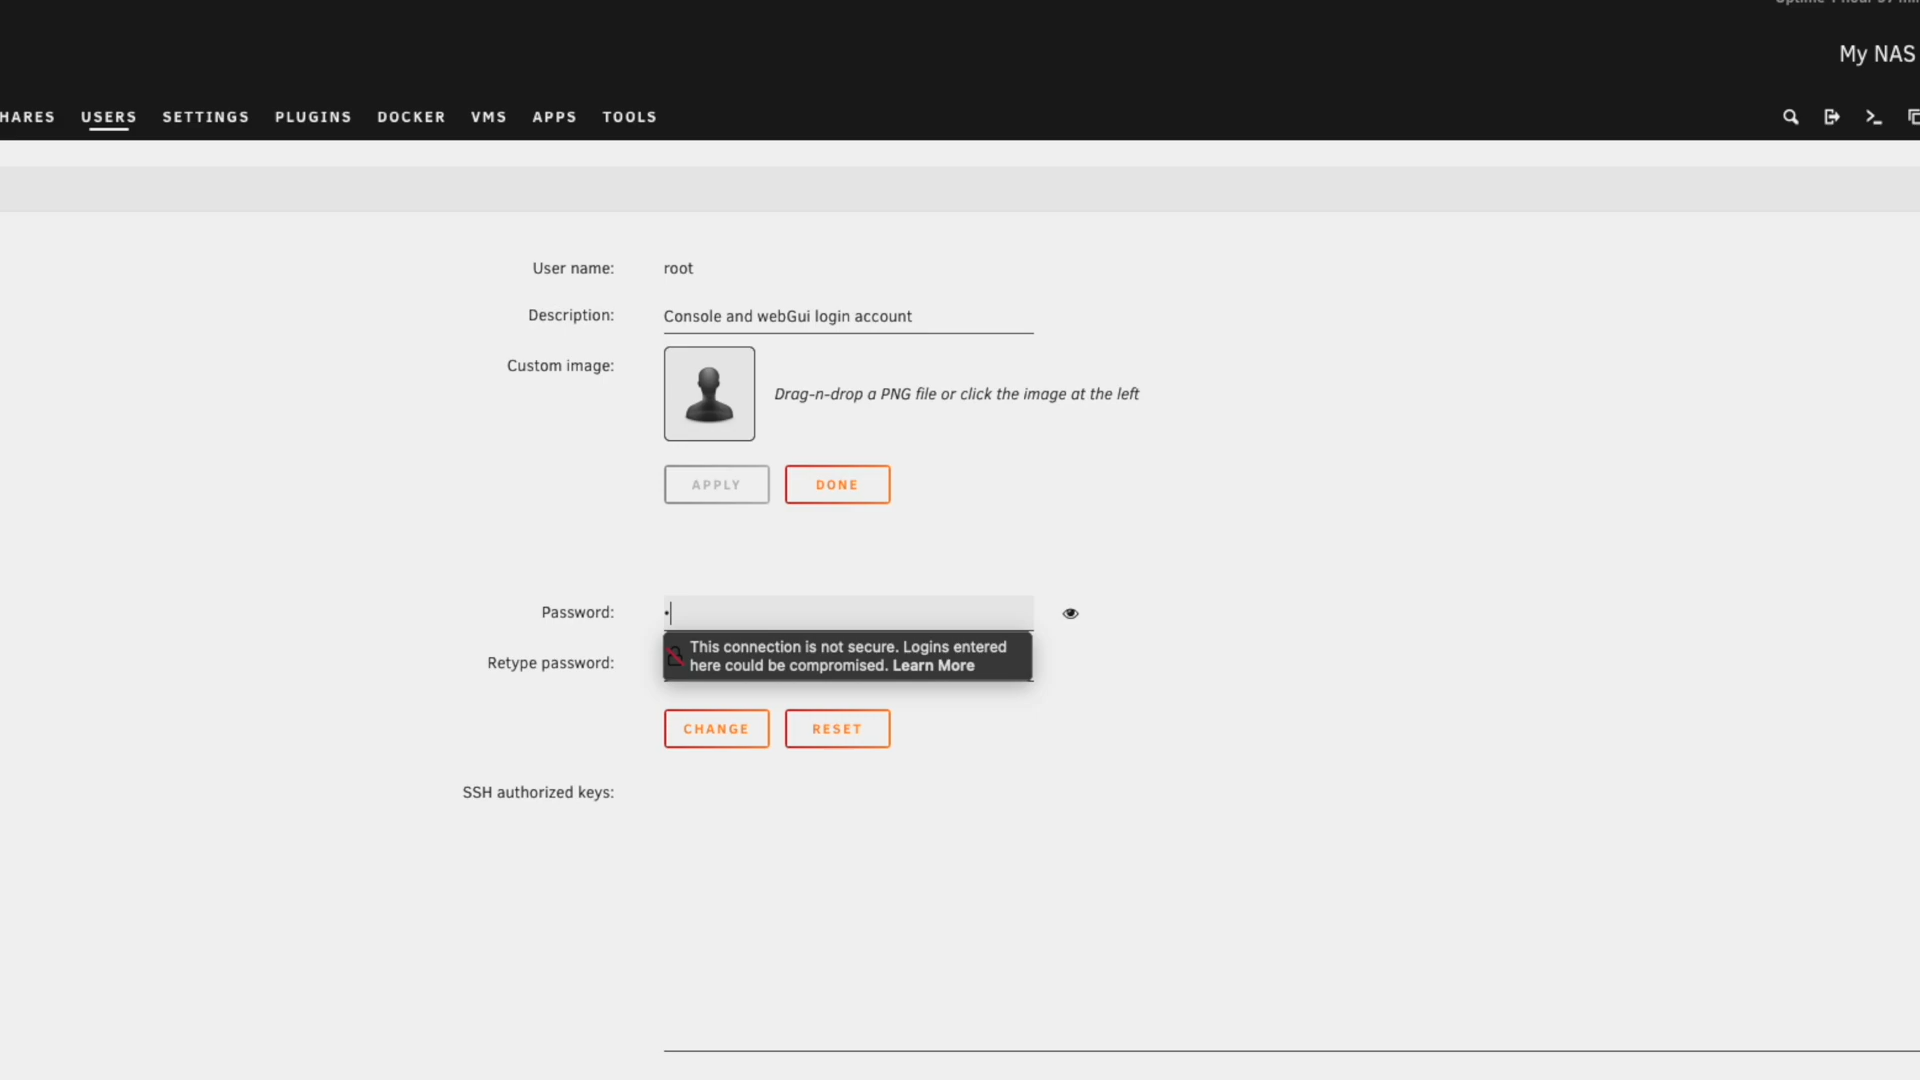 My NAS
HARES USERS SETTINGS PLUGINS DOCKER VMS APPS TOOLS
User name: root
Description: Console and webGui login account
Custom image:
Drag-n-drop a PNG file or click the image at the left
APPLY DONE
Password:
This connection is not secure. Logins entered
here could be compromised. Learn More
Retype password:
CHANGE RESET
SSH authorized keys: